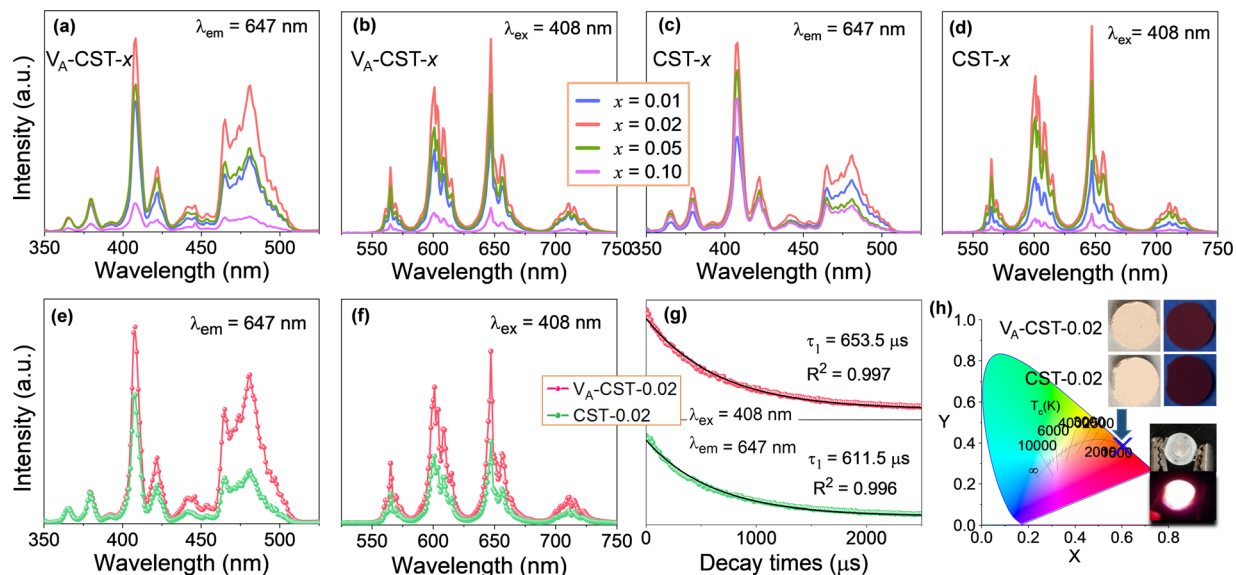 (a)
λem = 647 nm
VA-CST-x
Intensity (a.u.)
350 400 450 500
Wavelength (nm)
(b)
λex = 408 nm
VA-CST-x
550 600 650 700 750
Wavelength (nm)
x = 0.01
x = 0.02
x = 0.05
x = 0.10
(c)
λem = 647 nm
CST-x
350 400 450 500
Wavelength (nm)
(d)
λex = 408 nm
CST-x
550 600 650 700 750
Wavelength (nm)
(e)
λem = 647 nm
Intensity (a.u.)
350 400 450 500
Wavelength (nm)
(f)
λex = 408 nm
550 600 650 700 750
Wavelength (nm)
VA-CST-0.02
CST-0.02
(g)
τ1 = 653.5 μs
R2 = 0.997
λex = 408 nm
λem = 647 nm
τ1 = 611.5 μs
R2 = 0.996
0 1000 2000
Decay times (μs)
(h)
VA-CST-0.02
CST-0.02
Tc(K)
6000
10000
∞
Y
1.0
0.8
0.6
0.4
0.2
0.0
0.0 0.2 0.4 0.6 0.8 1.0
X